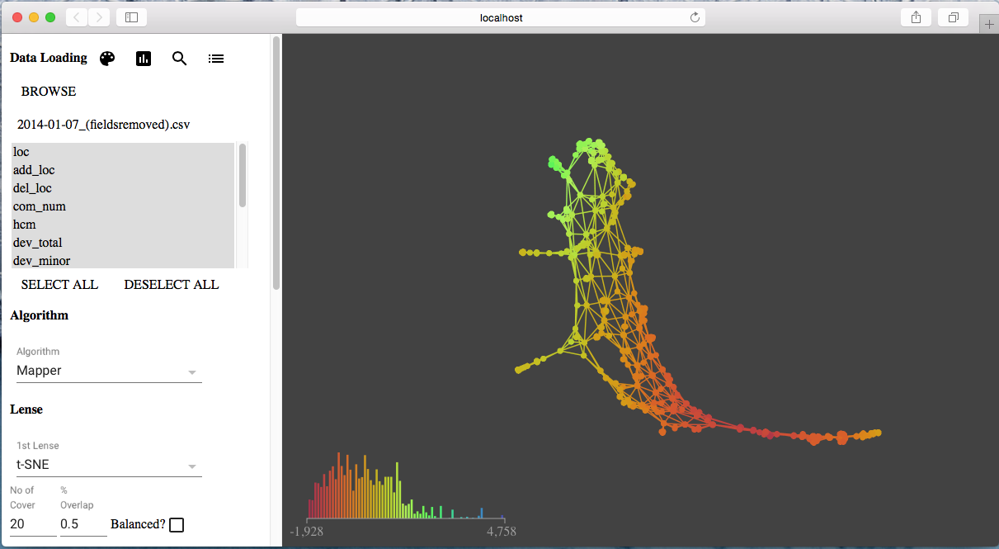 localhost
Data Loading
BROWSE
2014-01-07_(fieldsremoved).csv
loc
add_loc
del_loc
com_num
hcm
dev_total
dev_minor
SELECT ALL DESELECT ALL
Algorithm
Algorithm
Mapper
Lense
1st Lense
t-SNE
No of %
Cover Overlap
20 0.5 Balanced?
-1,928 4,758